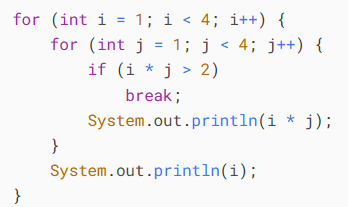 for (int i = 1; i < 4; i++) {
    for (int j = 1; j < 4; j++) {
        if (i * j > 2)
            break;
        System.out.println(i * j);
    }
    System.out.println(i);
}